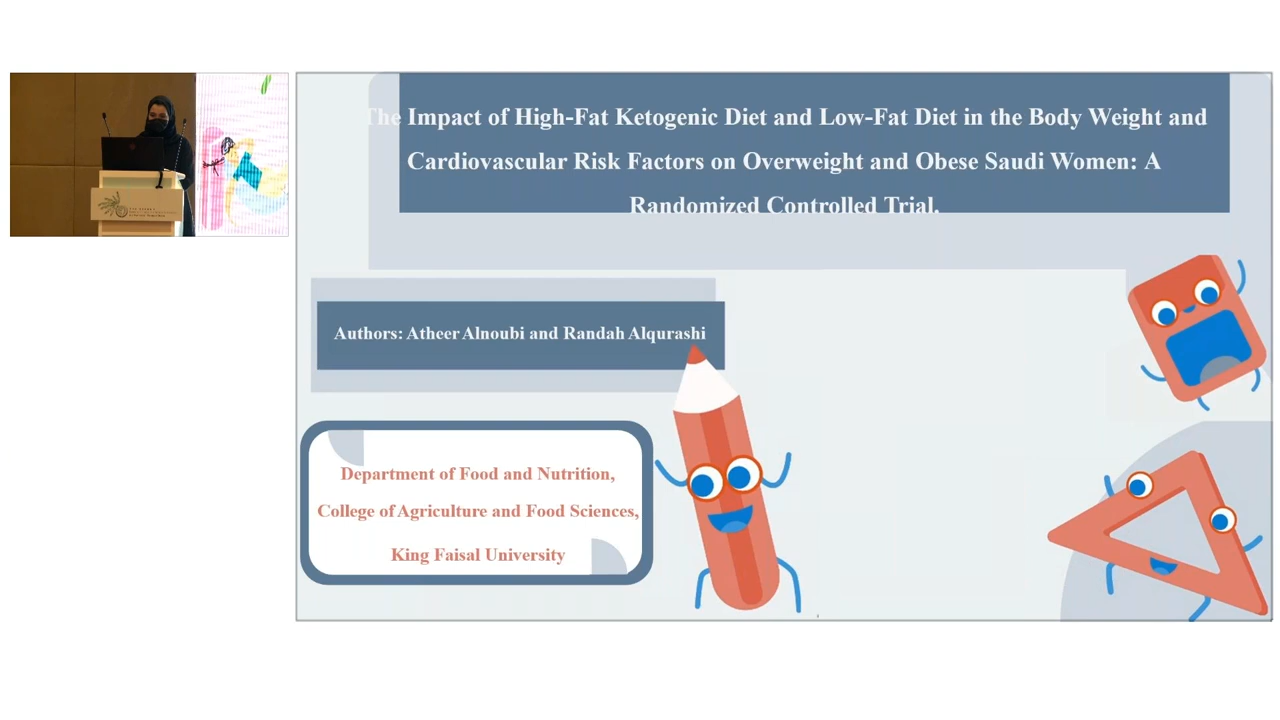 The Impact of High-Fat Ketogenic Diet and Low-Fat Diet in the Body Weight and
Cardiovascular Risk Factors on Overweight and Obese Saudi Women: A
Randomized Controlled Trial.
Authors: Atheer Alnoubi and Randah Alqurashi
Department of Food and Nutrition,
College of Agriculture and Food Sciences,
King Faisal University